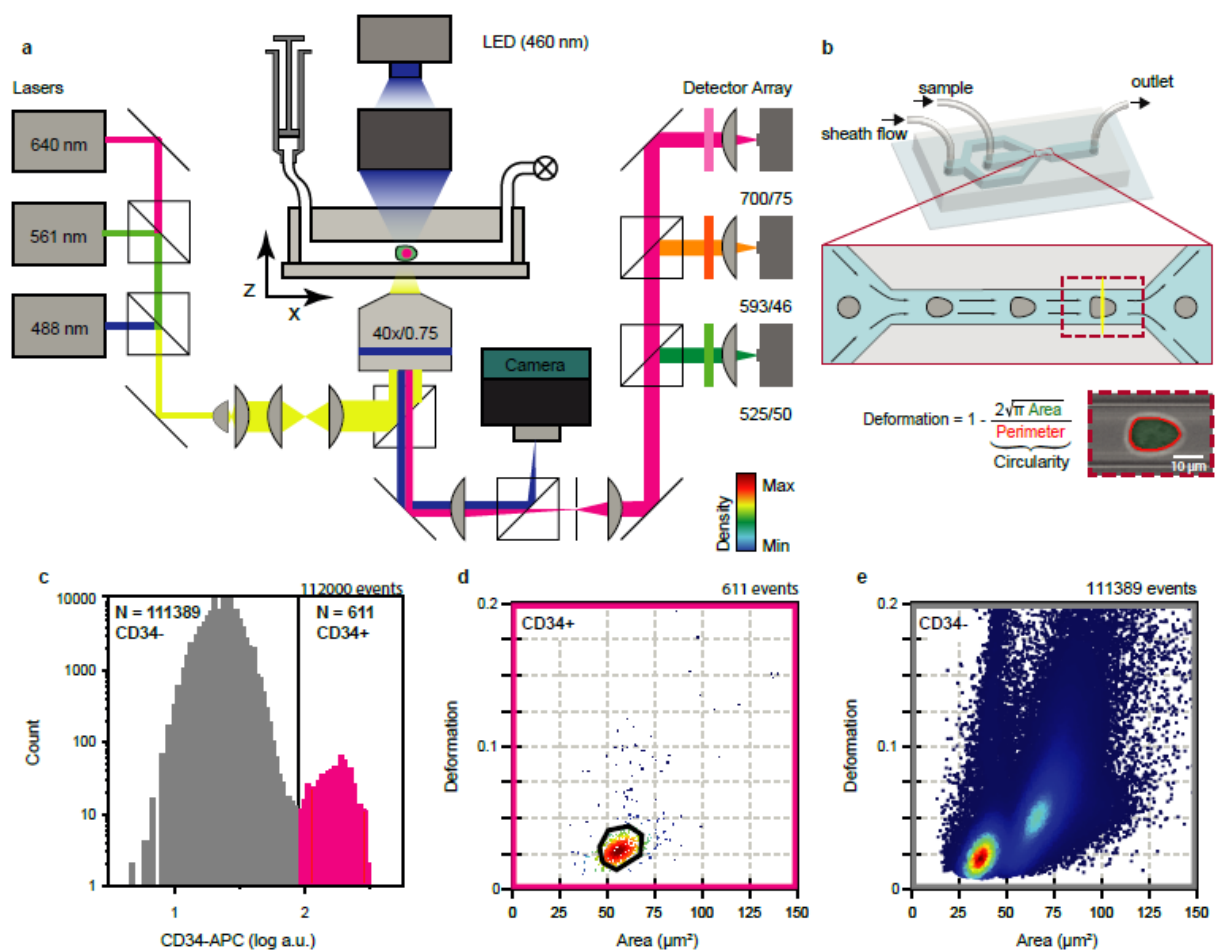 a
LED (460 nm)
Lasers
Detector Array
640 nm
561 nm
488 nm
Z
X
40x/0.75
Camera
700/75
593/46
525/50
Density
Max
Min
b
sample
outlet
sheath flow
Deformation = 1 - 2√π Area
Perimeter
Circularity
10 µm
c
112000 events
N = 111389
CD34-
N = 611
CD34+
10000
1000
100
10
1
Count
1
2
CD34-APC (log a.u.)
d
611 events
CD34+
0.2
0.1
0
Deformation
0
25
50
75
100
125
150
Area (µm²)
e
111389 events
CD34-
0.2
0.1
0
Deformation
0
25
50
75
100
125
150
Area (µm²)